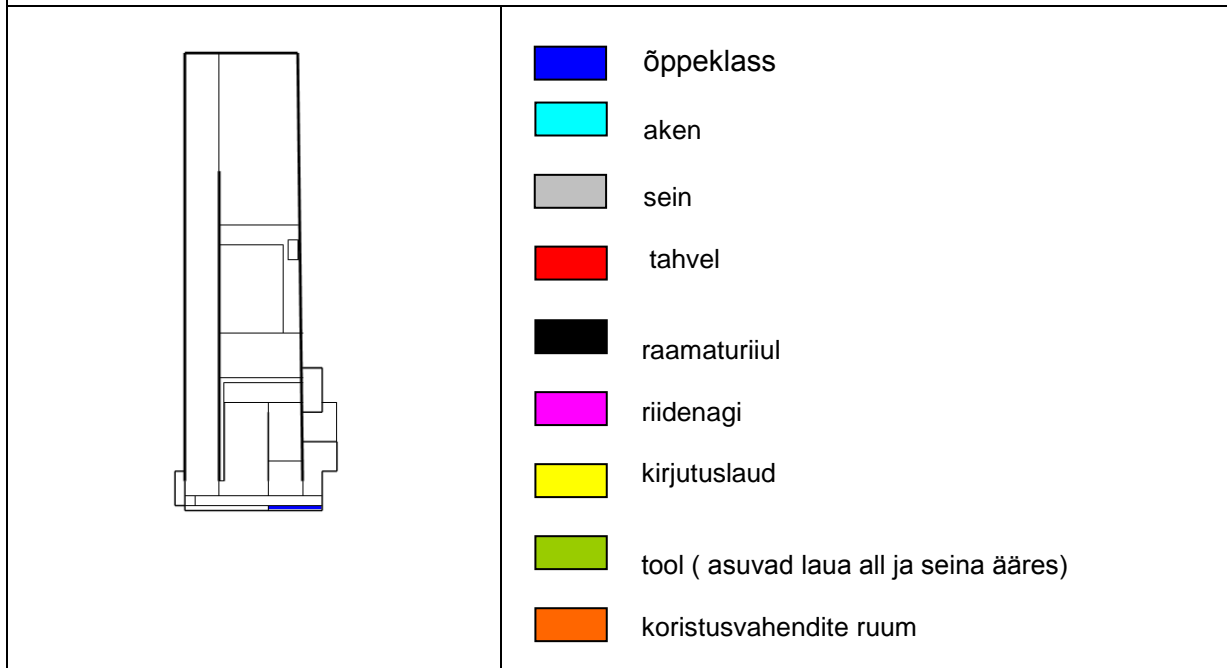 õppeklass
aken
sein
tahvel
raamaturiiul
riidenagi
kirjutuslaud
tool ( asuvad laua all ja seina ääres)
koristusvahendite ruum